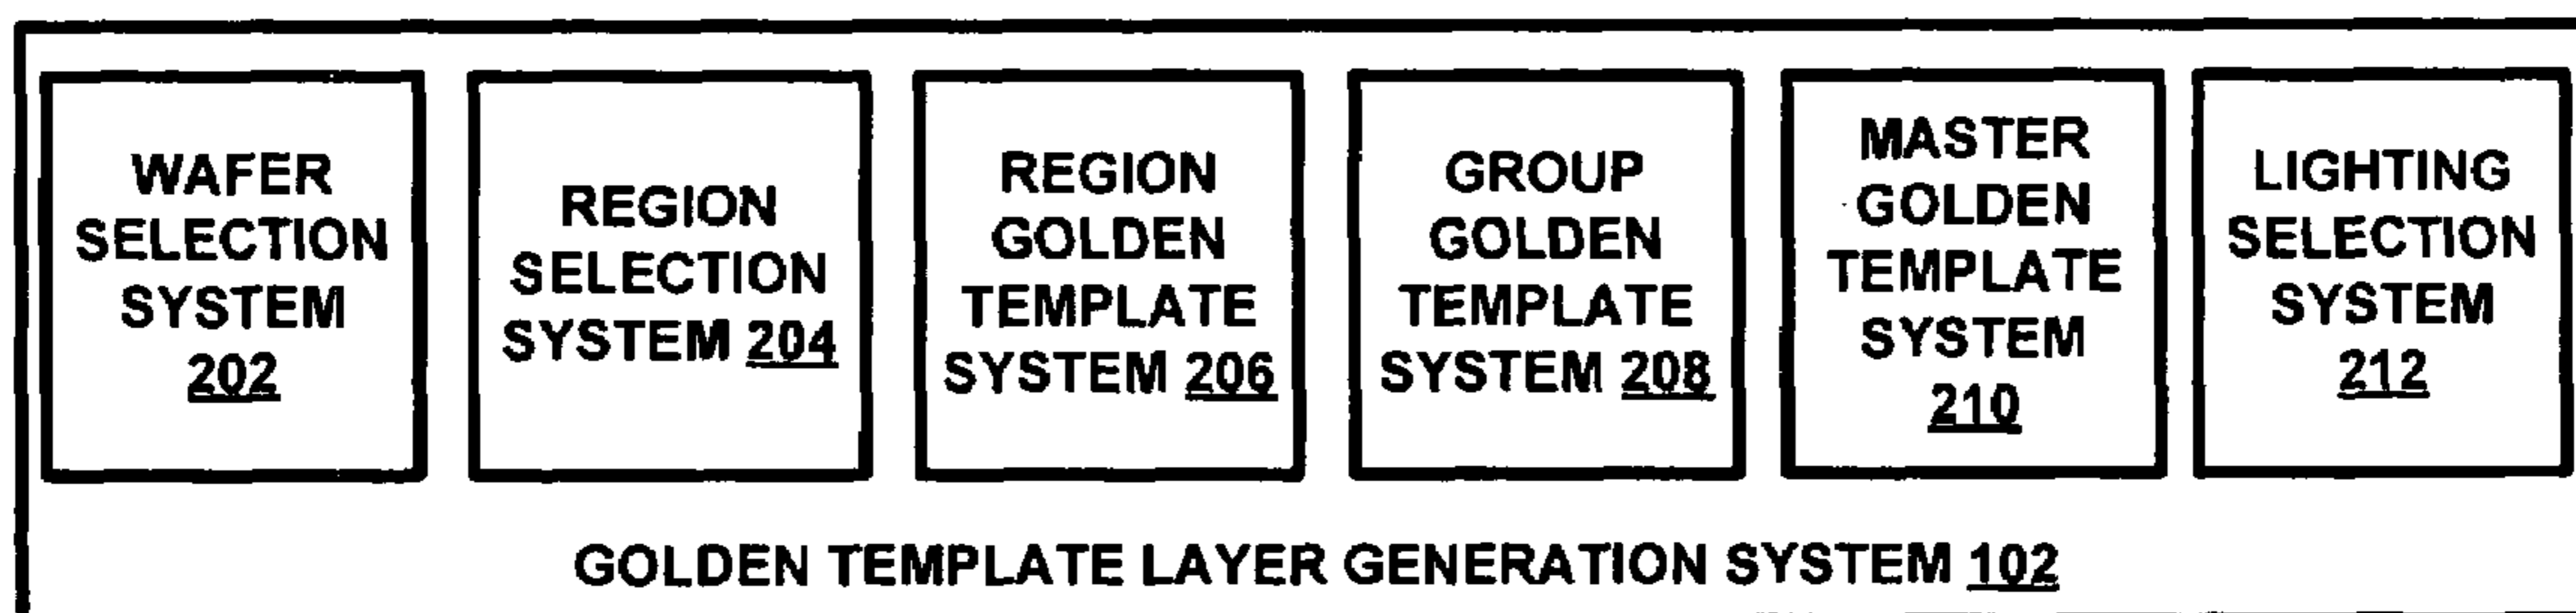 WAFER
SELECTION
SYSTEM
202
REGION
SELECTION
SYSTEM 204
REGION
GOLDEN
TEMPLATE
SYSTEM 206
GROUP
GOLDEN
TEMPLATE
SYSTEM 208
MASTER
GOLDEN
TEMPLATE
SYSTEM
210
LIGHTING
SELECTION
SYSTEM
212
GOLDEN TEMPLATE LAYER GENERATION SYSTEM 102